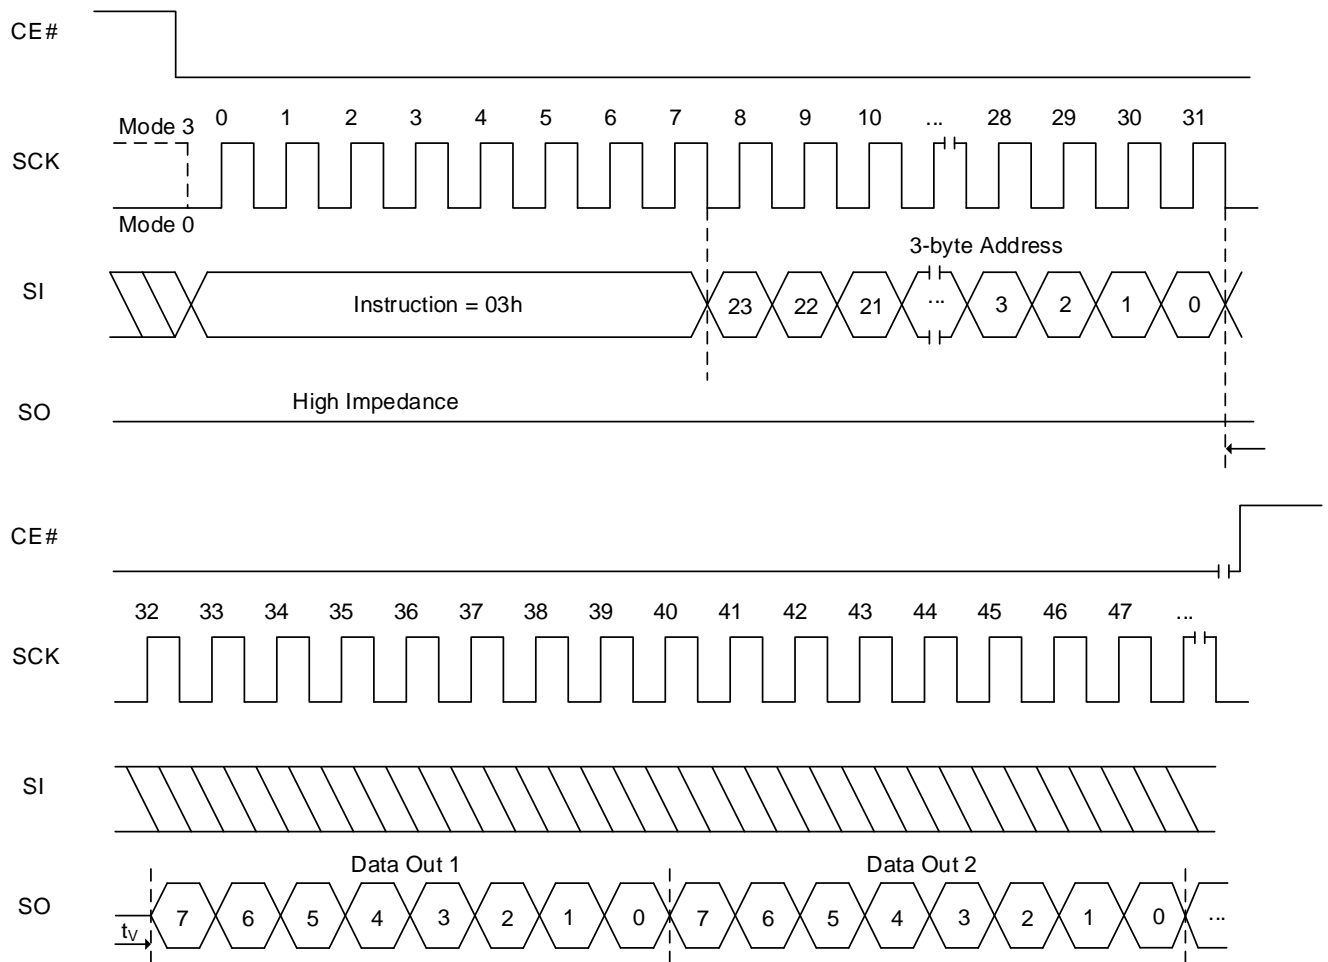 CE#
Mode 3 0 1 2 3 4 5 6 7 8 9 10 ... 28 29 30 31
SCK
Mode 0
3-byte Address
SI Instruction = 03h 23 22 21 ... 3 2 1 0
SO High Impedance
CE#
32 33 34 35 36 37 38 39 40 41 42 43 44 45 46 47 ...
SCK
SI
Data Out 1 Data Out 2
SO 7 6 5 4 3 2 1 0 7 6 5 4 3 2 1 0 ...
tV